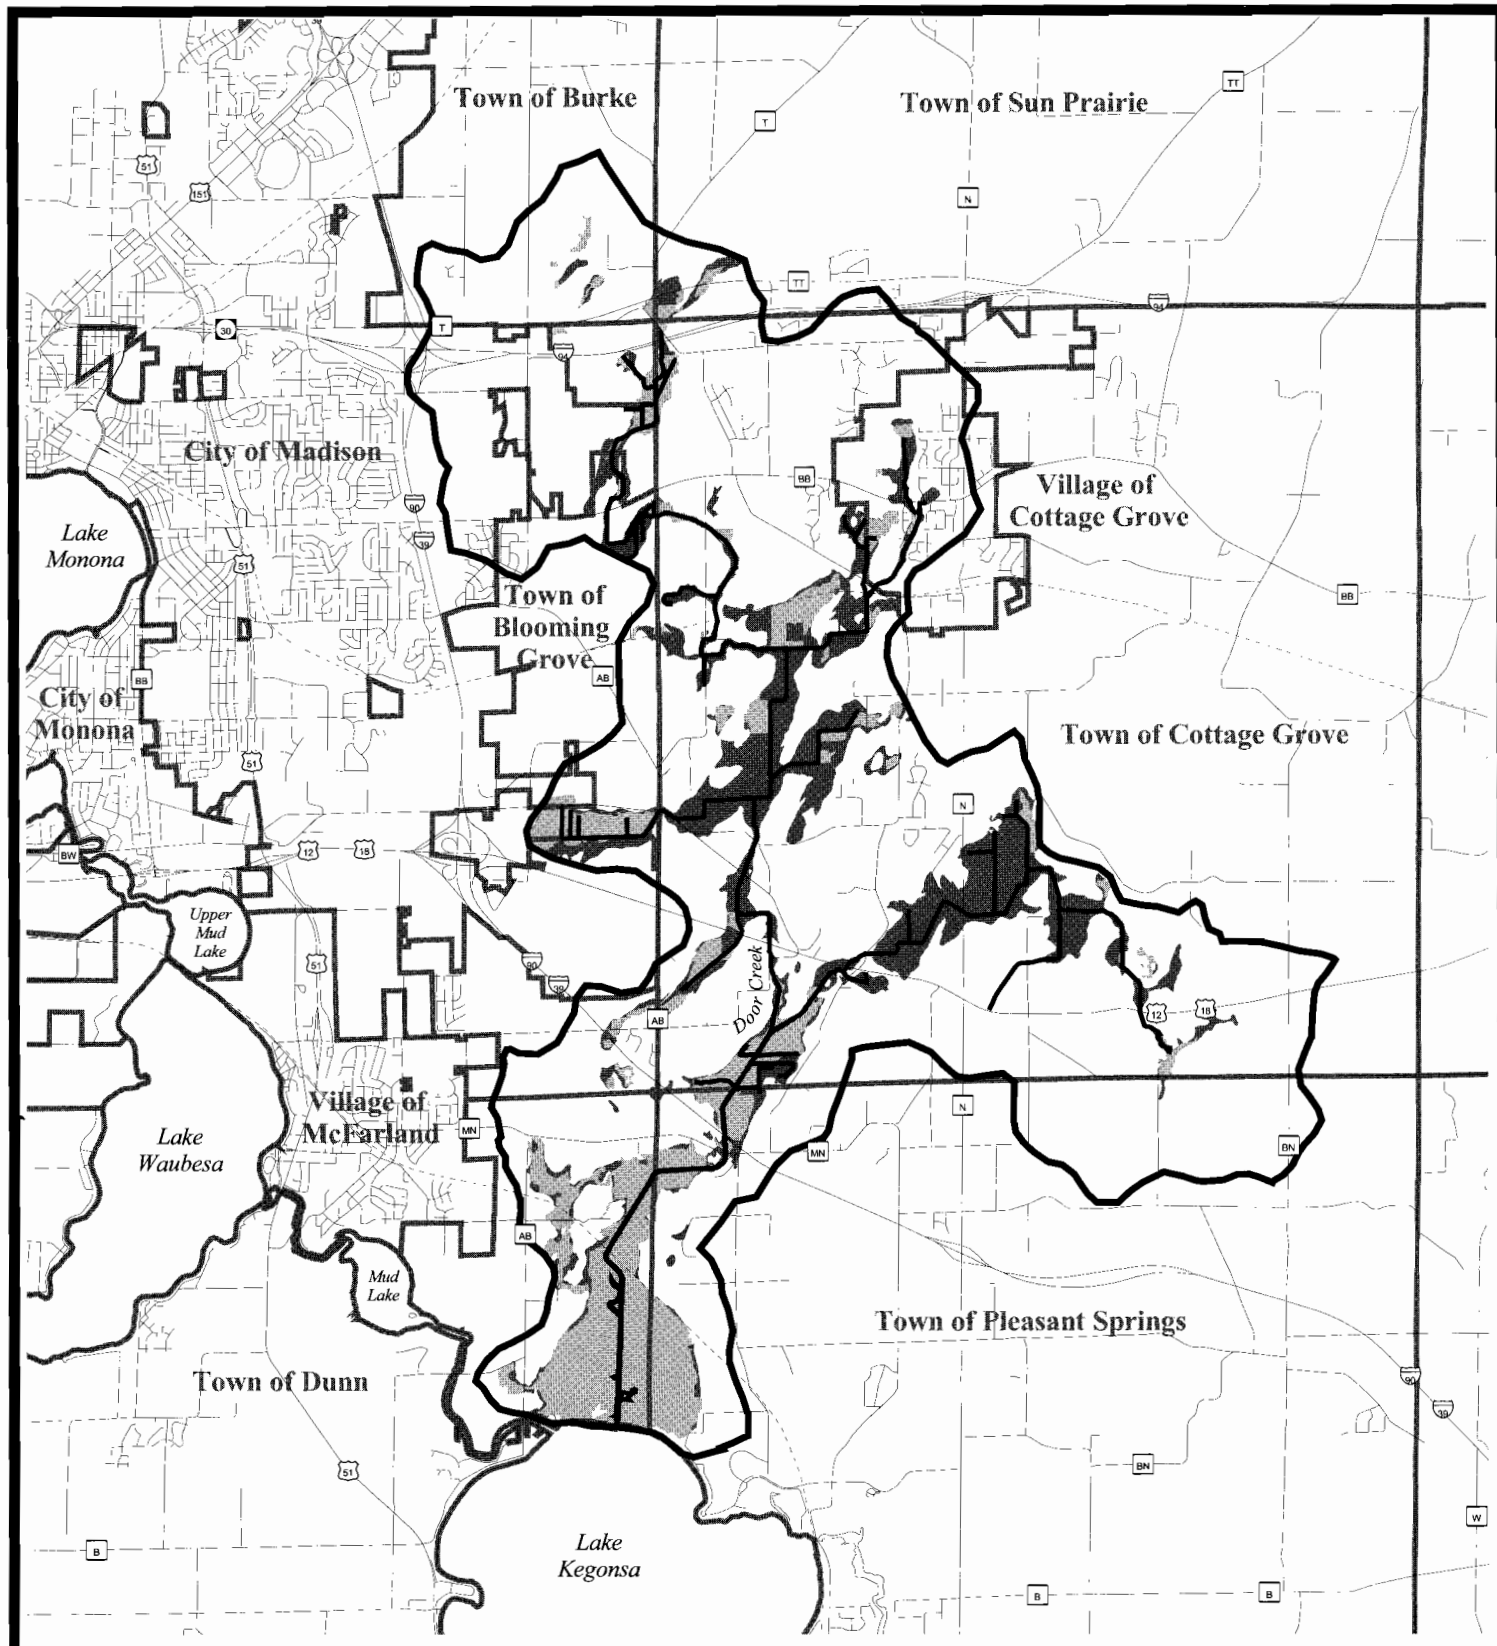 Town of Burke
Town of Sun Prairie
TT
T
51
151
N
TT
94
30
T
94
City of Madison
BB
Village of
Cottage Grove
90
Lake
Monona
39
51
Town of
Blooming
Grove
BB
AB
BB
City of
Monona
Town of Cottage Grove
51
N
BW
12
18
Upper
Mud
Lake
51
90
39
Door Creek
AB
12
18
Village of
McFarland
N
MN
MN
BN
Lake
Waubesa
AB
Mud
Lake
Town of Pleasant Springs
Town of Dunn
90
39
51
BN
W
B
Lake
Kegonsa
B
B